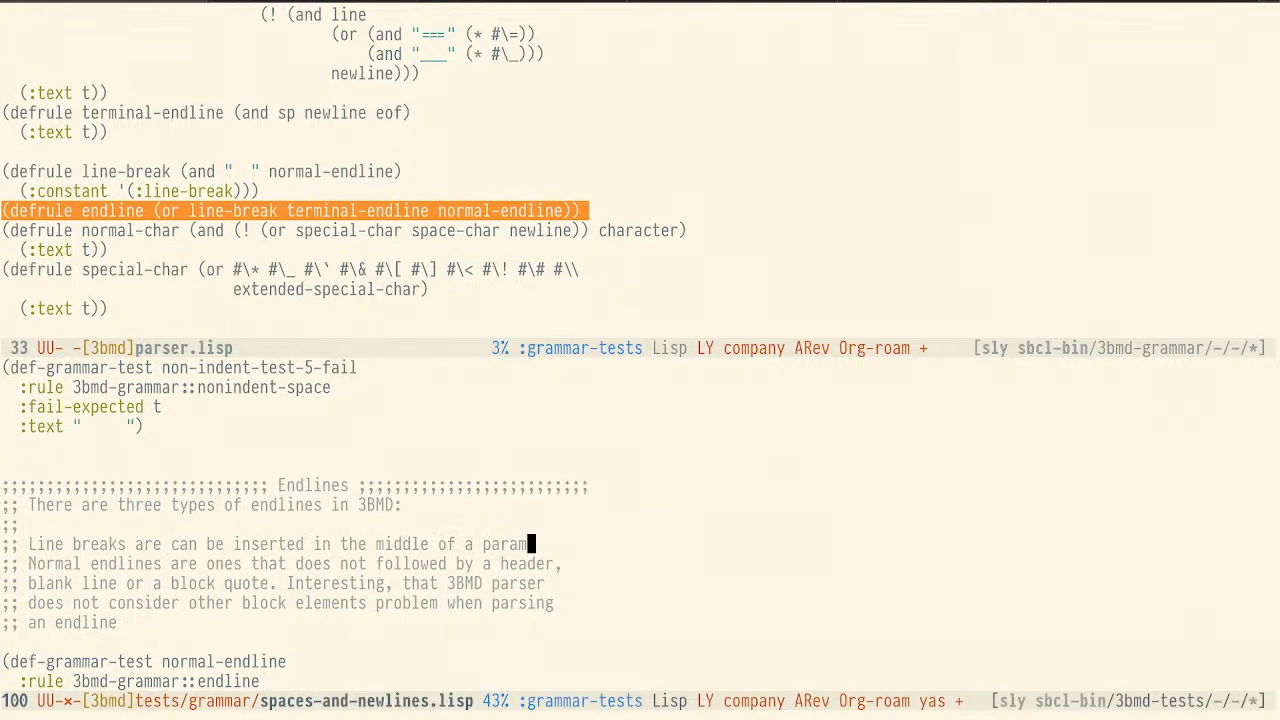 (! (and line
(or (and "===" (* #\=))
(and "___" (* #\_)))
newline)))
(:text t))
(defrule terminal-endline (and sp newline eof)
(:text t))
(defrule line-break (and "  " normal-endline)
(:constant '(:line-break)))
(defrule endline (or line-break terminal-endline normal-endline))
(defrule normal-char (and (! (or special-char space-char newline)) character)
(:text t))
(defrule special-char (or #\* #\_ #\` #\& #\[ #\] #\< #\! #\# #\\
extended-special-char)
(:text t))
33 UU- -[3bmd]parser.lisp 3% :grammar-tests Lisp LY company ARev Org-roam + [sly sbcl-bin/3bmd-grammar/-/-/*]
(def-grammar-test non-indent-test-5-fail
:rule 3bmd-grammar::nonindent-space
:fail-expected t
:text "     ")
;;;;;;;;;;;;;;;;;;;;;;;;;;;;;; Endlines ;;;;;;;;;;;;;;;;;;;;;;;;;;
;; There are three types of endlines in 3BMD:
;;
;; Line breaks are can be inserted in the middle of a param
;; Normal endlines are ones that does not followed by a header,
;; blank line or a block quote. Interesting, that 3BMD parser
;; does not consider other block elements problem when parsing
;; an endline
(def-grammar-test normal-endline
:rule 3bmd-grammar::endline
100 UU-×-[3bmd]tests/grammar/spaces-and-newlines.lisp 43% :grammar-tests Lisp LY company ARev Org-roam yas + [sly sbcl-bin/3bmd-tests/-/-/*]